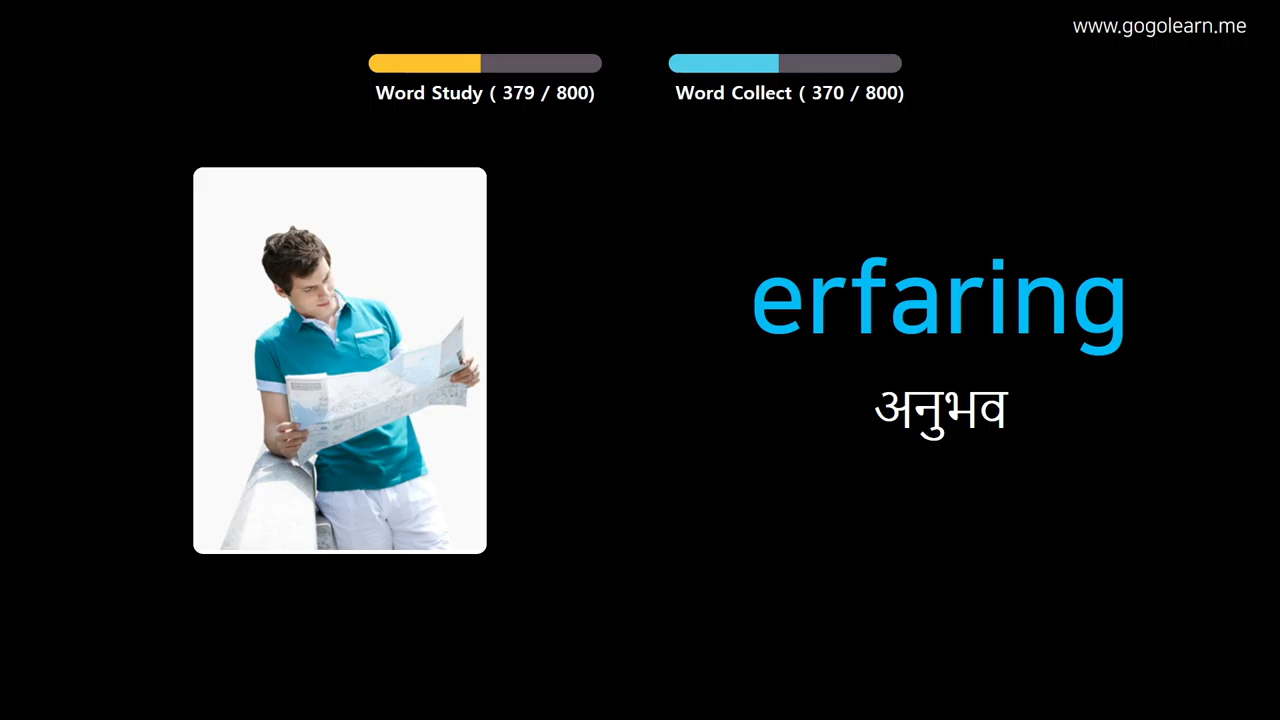 www.gogolearn.me
Word Study ( 379 / 800)
Word Collect ( 370 / 800)
erfaring
अनुभव